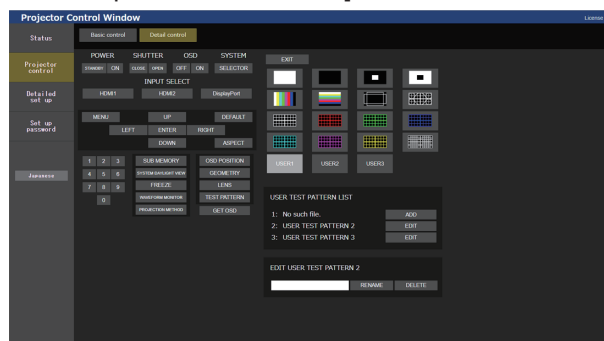 Projector Control Window
License
Status
Projector control
Detailed set up
Set up password
Japanese
Basic control
Detail control
POWER SHUTTER OSD SYSTEM
STANDBY ON CLOSE OPEN OFF ON SELECTOR
INPUT SELECT
HDMI1 HDMI2 DisplayPort
MENU UP DEFAULT
LEFT ENTER RIGHT
DOWN ASPECT
1 2 3 SUB MEMORY OSD POSITION
4 5 6 SYSTEM DAYLIGHT VIEW GEOMETRY
7 8 9 FREEZE LENS
0 WAVEFORM MONITOR TEST PATTERN
PROJECTION METHOD GET OSD
EXIT
USER1 USER2 USER3
USER TEST PATTERN LIST
1: No such file. ADD
2: USER TEST PATTERN 2 EDIT
3: USER TEST PATTERN 3 EDIT
EDIT USER TEST PATTERN 2
RENAME DELETE